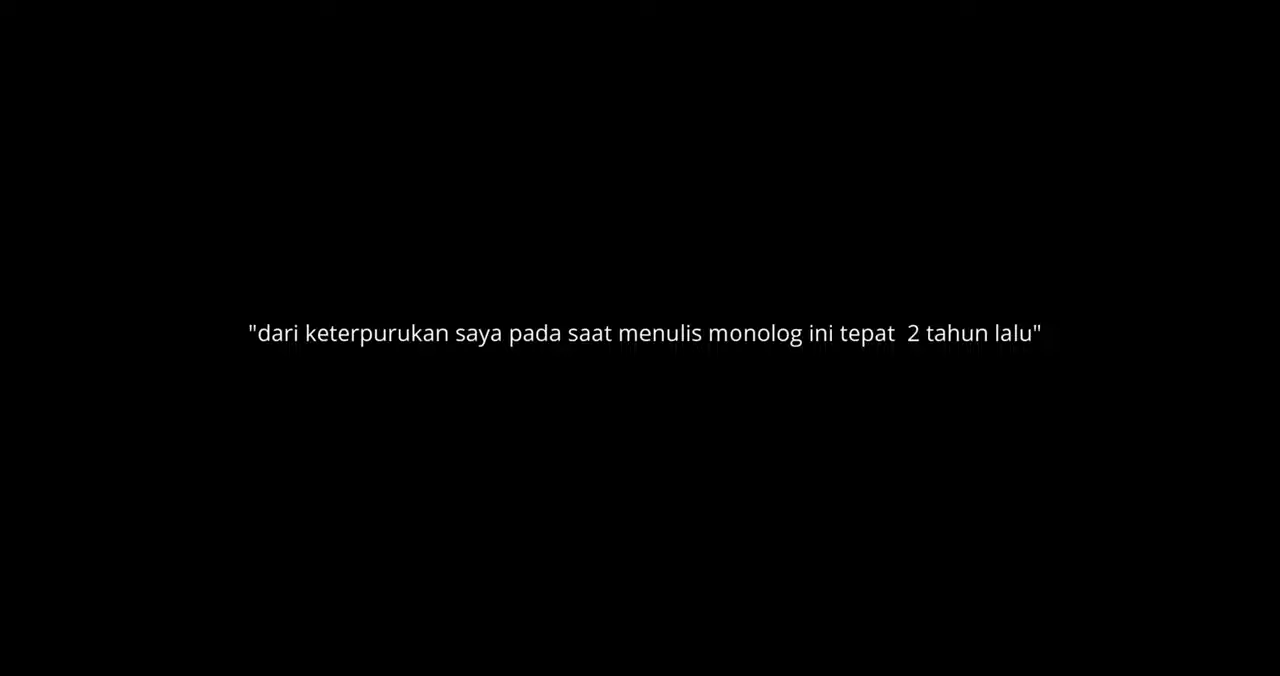 "dari keterpurukan saya pada saat menulis monolog ini tepat  2 tahun lalu"